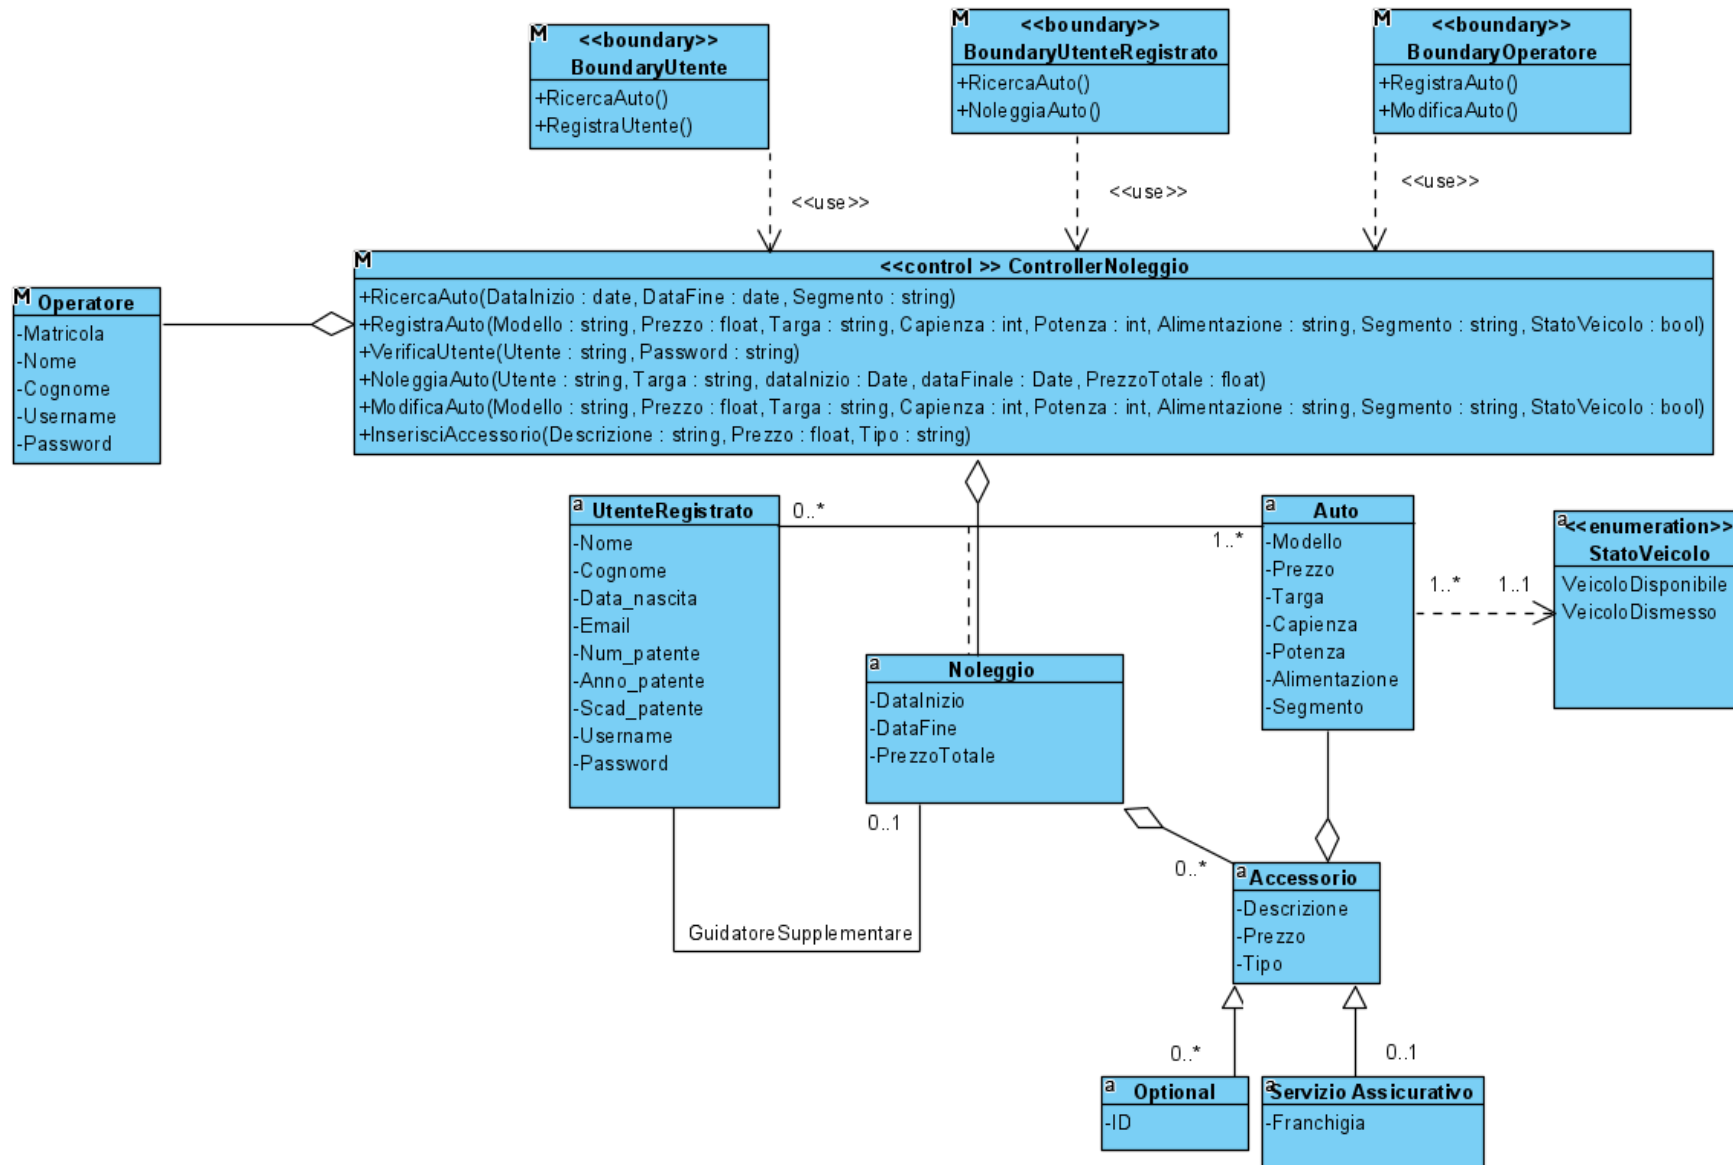 M
<<boundary>>
BoundaryUtente
+RicercaAuto()
+RegistraUtente()
M
<<boundary>>
BoundaryUtenteRegistrato
+RicercaAuto()
+NoleggiaAuto()
M
<<boundary>>
BoundaryOperatore
+RegistraAuto()
+ModificaAuto()
<<use>>
<<use>>
<<use>>
M
Operatore
-Matricola
-Nome
-Cognome
-Username
-Password
M
<<control >> ControllerNoleggio
+RicercaAuto(DataInizio : date, DataFine : date, Segmento : string)
+RegistraAuto(Modello : string, Prezzo : float, Targa : string, Capienza : int, Potenza : int, Alimentazione : string, Segmento : string, StatoVeicolo : bool)
+VerificaUtente(Utente : string, Password : string)
+NoleggiaAuto(Utente : string, Targa : string, dataInizio : Date, dataFinale : Date, PrezzoTotale : float)
+ModificaAuto(Modello : string, Prezzo : float, Targa : string, Capienza : int, Potenza : int, Alimentazione : string, Segmento : string, StatoVeicolo : bool)
+InserisciAccessorio(Descrizione : string, Prezzo : float, Tipo : string)
a
UtenteRegistrato
-Nome
-Cognome
-Data_nascita
-Email
-Num_patente
-Anno_patente
-Scad_patente
-Username
-Password
0..*
1..*
a
Auto
-Modello
-Prezzo
-Targa
-Capienza
-Potenza
-Alimentazione
-Segmento
1..*
1..1
a
<<enumeration>>
StatoVeicolo
VeicoloDisponibile
VeicoloDismesso
a
Noleggio
-DataInizio
-DataFine
-PrezzoTotale
0..1
GuidatoreSupplementare
0..*
a
Accessorio
-Descrizione
-Prezzo
-Tipo
0..*
0..1
a
Optional
-ID
a
Servizio Assicurativo
-Franchigia